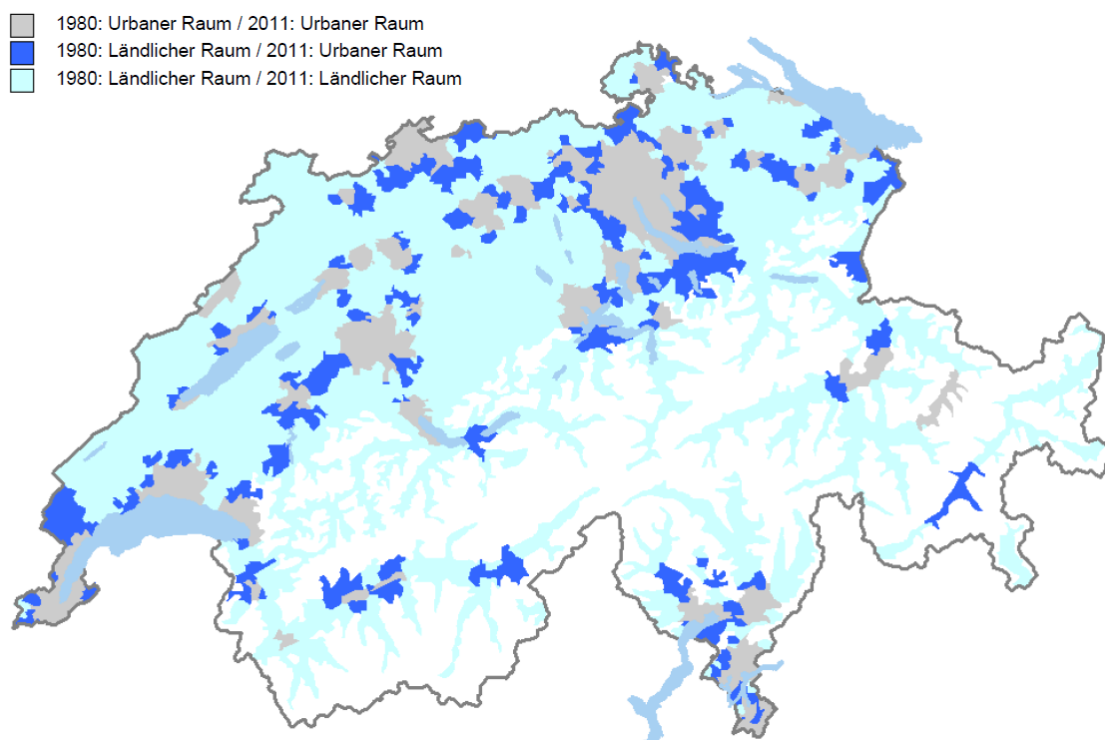 1980: Urbaner Raum / 2011: Urbaner Raum
1980: Ländlicher Raum / 2011: Urbaner Raum
1980: Ländlicher Raum / 2011: Ländlicher Raum